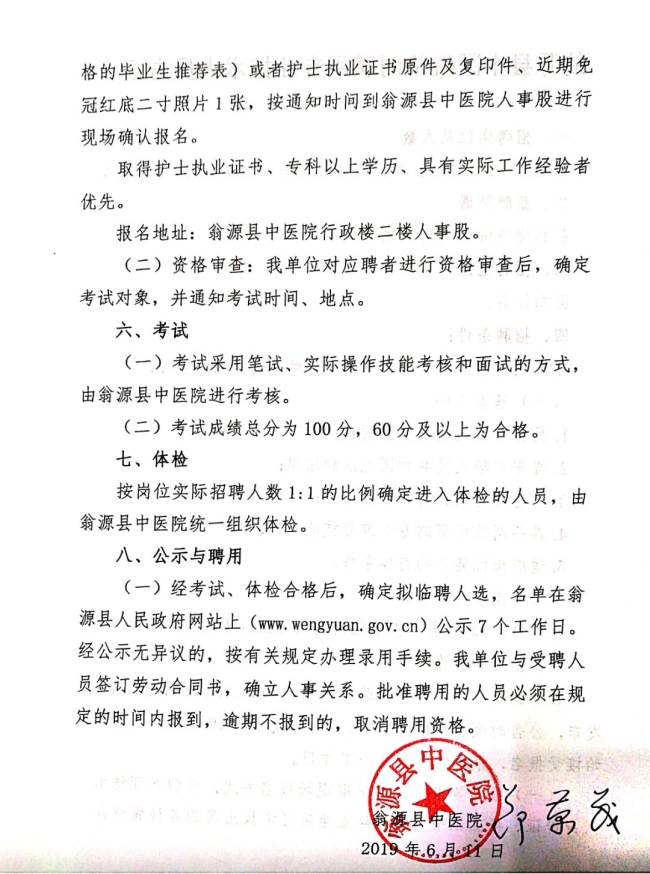 格的毕业生推荐表）或者护士执业证书原件及复印件、近期免
冠红底二寸照片1张，按通知时间到翁源县中医院人事股进行
现场确认报名。
取得护士执业证书、专科以上学历、具有实际工作经验者
优先。
报名地址：翁源县中医院行政楼二楼人事股。
（二）资格审查：我单位对应聘者进行资格审查后，确定
考试对象，并通知考试时间、地点。
六、考试
（一）考试采用笔试、实际操作技能考核和面试的方式，
由翁源县中医院进行考核。
（二）考试成绩总分为100分，60分及以上为合格。
七、体检
按岗位实际招聘人数1:1的比例确定进入体检的人员，由
翁源县中医院统一组织体检。
八、公示与聘用
（一）经考试、体检合格后，确定拟临聘人选，名单在翁
源县人民政府网站上（www.wengyuan.gov.cn）公示7个工作日。
经公示无异议的，按有关规定办理录用手续。我单位与受聘人
员签订劳动合同书，确立人事关系。批准聘用的人员必须在规
定的时间内报到，逾期不报到的，取消聘用资格。
翁源县中医院
翁源县中医院
2019年6月11日